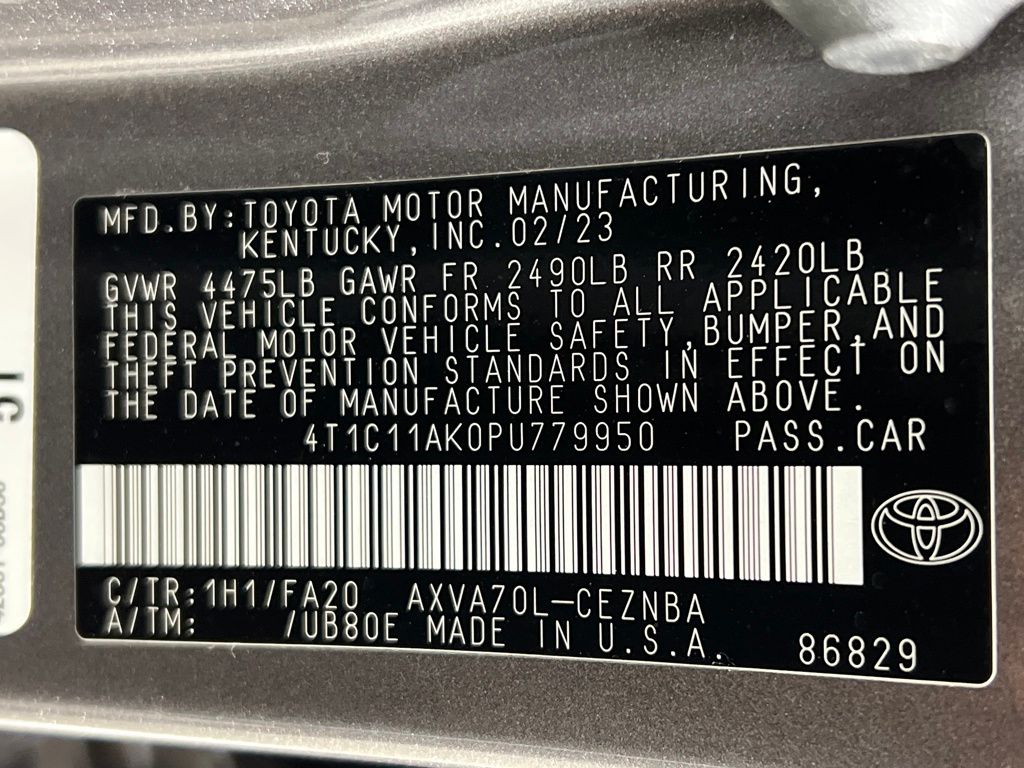 MFD.BY:TOYOTA MOTOR MANUFACTURING,
KENTUCKY,INC.02/23
GVWR 4475LB GAWR FR 2490LB RR 2420LB
THIS VEHICLE CONFORMS TO ALL APPLICABLE
FEDERAL MOTOR VEHICLE SAFETY,BUMPER,AND
THEFT PREVENTION STANDARDS IN EFFECT ON
THE DATE OF MANUFACTURE SHOWN ABOVE.
4T1C11AK0PU779950 PASS.CAR
C/TR:1H1/FA20 AXVA70L-CEZNBA
A/TM: /UB80E MADE IN U.S.A.
86829